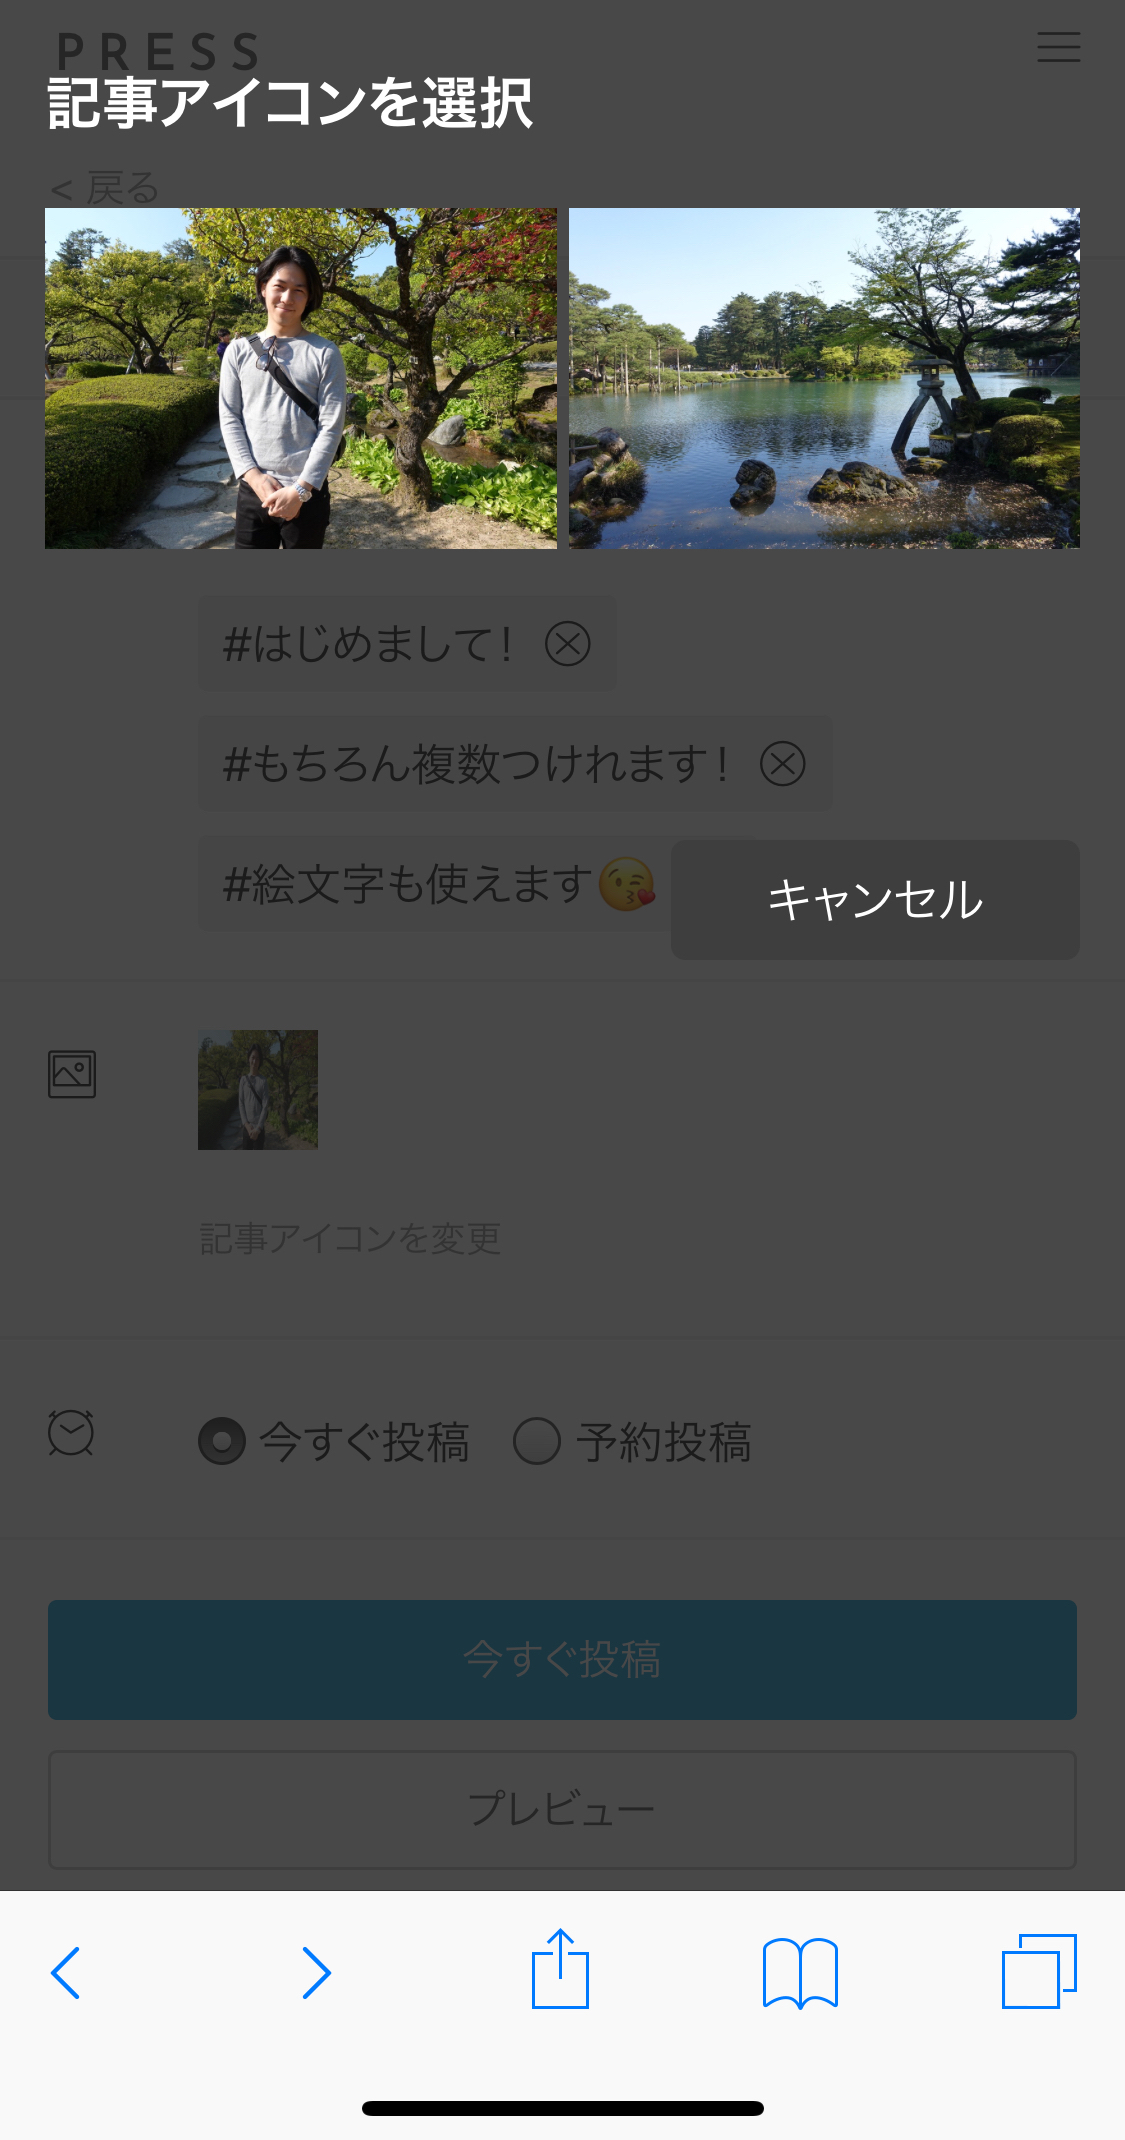 PRESS
記事アイコンを選択
< 戻る
#はじめまして！
#もちろん複数つけれます！
#絵文字も使えます😘
キャンセル
記事アイコンを変更
今すぐ投稿 予約投稿
今すぐ投稿
プレビュー